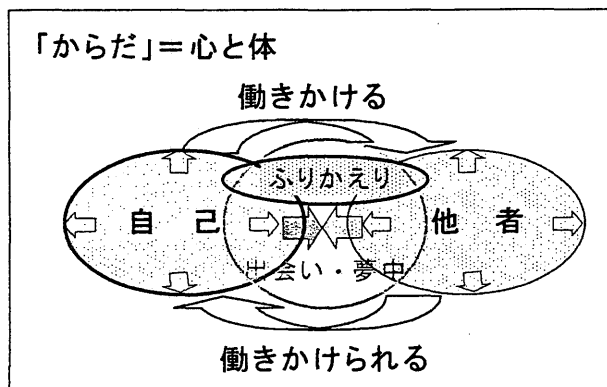 「からだ」＝心と体
働きかける
ふりかえり
自己
他者
出会い・夢中
働きかけられる